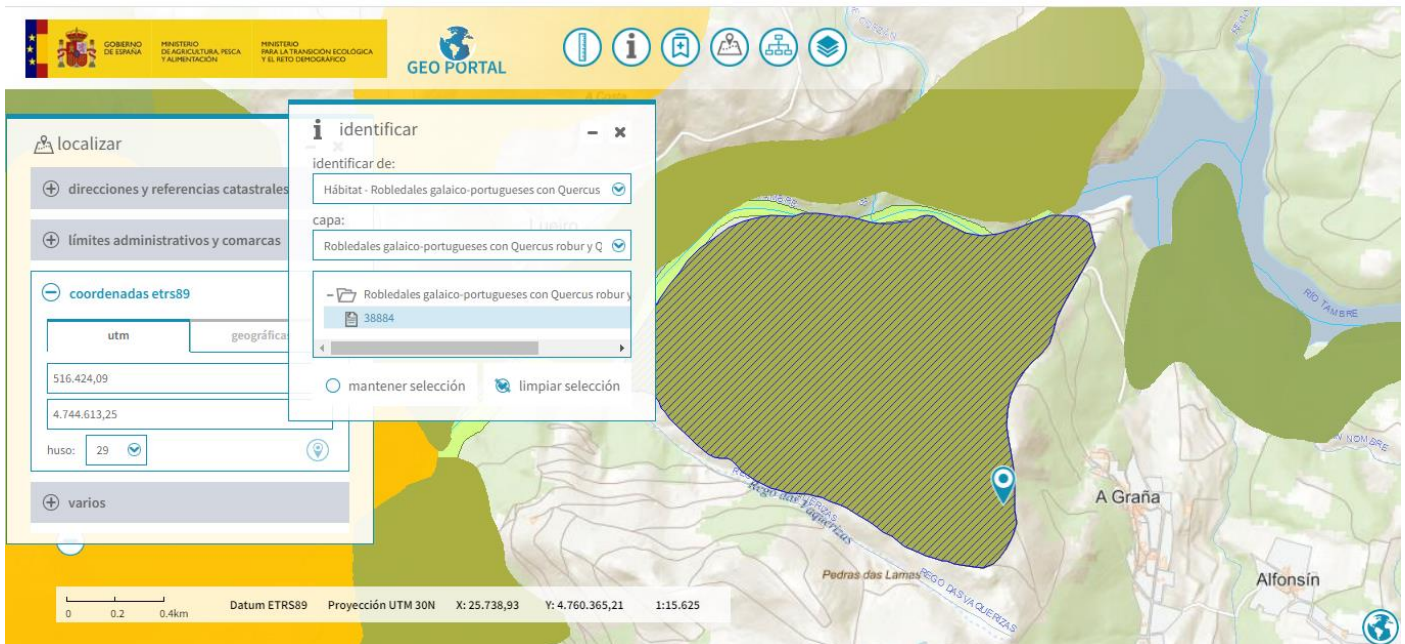 GOBIERNO
DE ESPAÑA
MINISTERIO
DE AGRICULTURA, PESCA
Y ALIMENTACIÓN
MINISTERIO
PARA LA TRANSICIÓN ECOLÓGICA
Y EL RETO DEMOGRÁFICO
GEO PORTAL
localizar
direcciones y referencias catastrales
límites administrativos y comarcas
coordenadas etrs89
utm
geográficas
516.424,09
4.744.613,25
huso:
29
varios
i identificar
identificar de:
Hábitat - Robledales galaico-portugueses con Quercus
capa:
Robledales galaico-portugueses con Quercus robur y Q
Robledales galaico-portugueses con Quercus robur y
38884
mantener selección
limpiar selección
A Costa
Lueiro
RÍO TAMBRE
N NOMBRE
A Graña
Alfonsín
Rego das Vaquerizas
Pedras das Lamas
REGO DAS VAQUERIZAS
0 0.2 0.4km
Datum ETRS89 Proyección UTM 30N X: 25.738,93 Y: 4.760.365,21 1:15.625